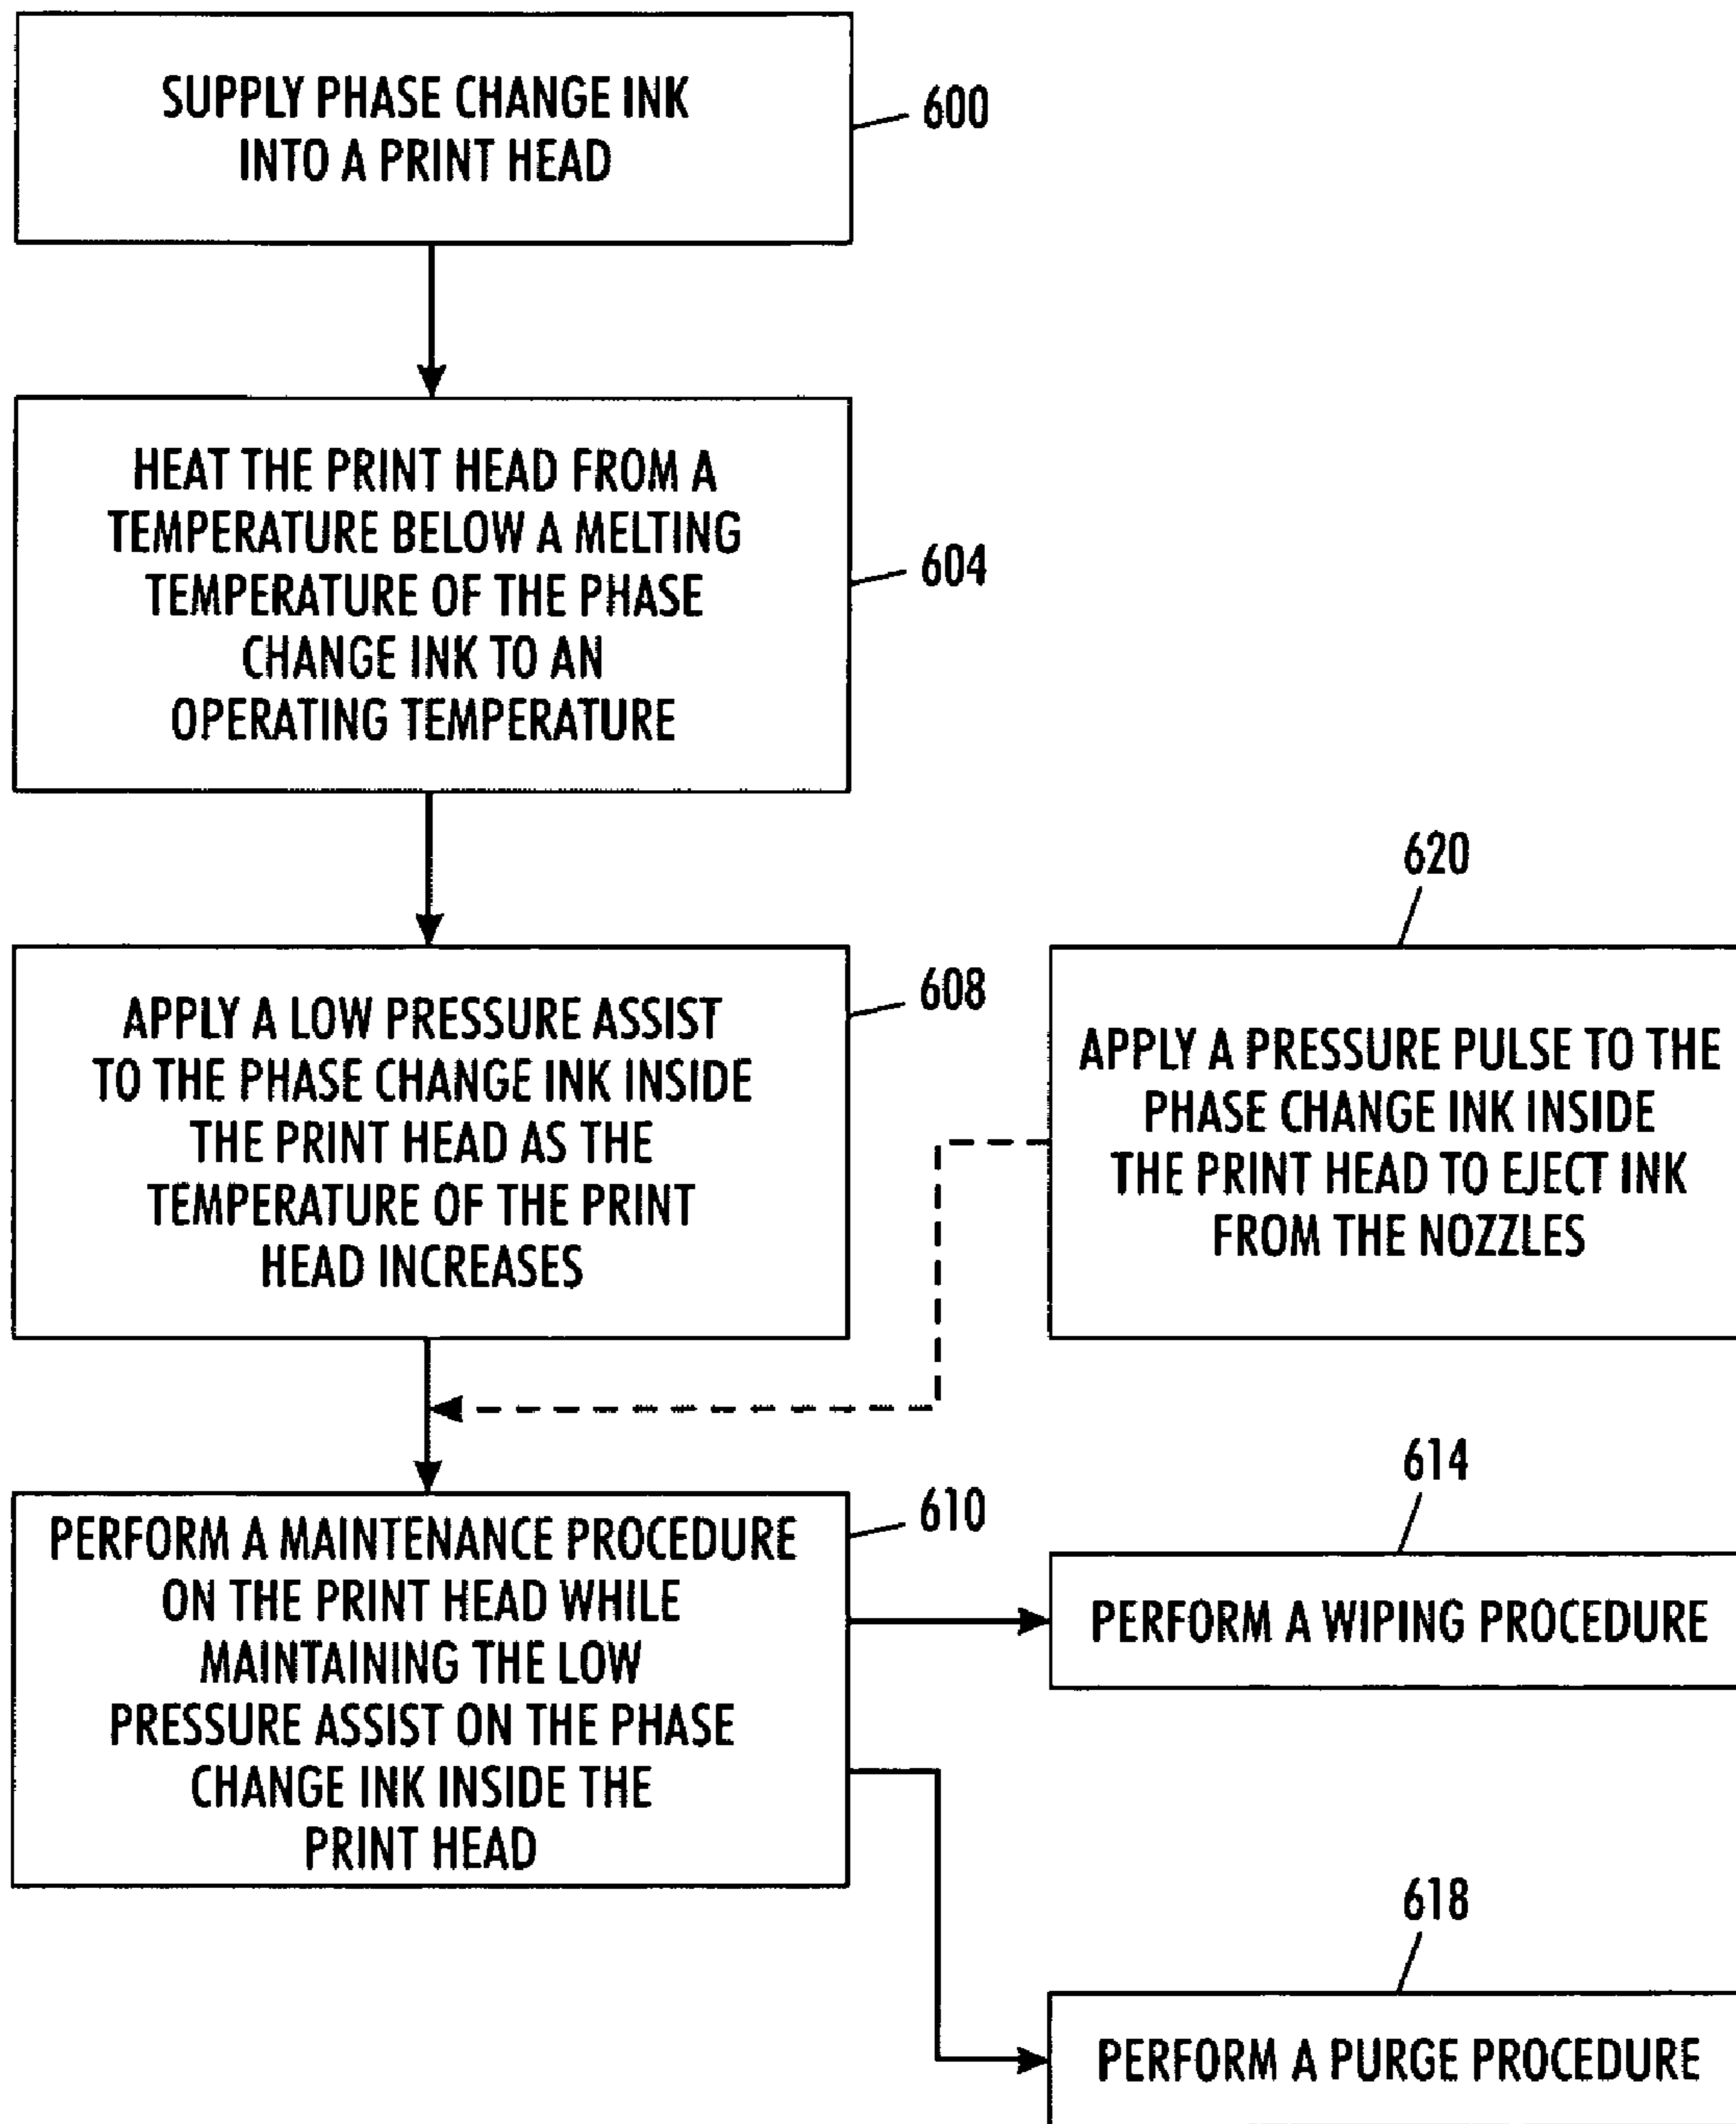 SUPPLY PHASE CHANGE INK
INTO A PRINT HEAD
600
HEAT THE PRINT HEAD FROM A
TEMPERATURE BELOW A MELTING
TEMPERATURE OF THE PHASE
CHANGE INK TO AN
OPERATING TEMPERATURE
604
APPLY A LOW PRESSURE ASSIST
TO THE PHASE CHANGE INK INSIDE
THE PRINT HEAD AS THE
TEMPERATURE OF THE PRINT
HEAD INCREASES
608
620
APPLY A PRESSURE PULSE TO THE
PHASE CHANGE INK INSIDE
THE PRINT HEAD TO EJECT INK
FROM THE NOZZLES
PERFORM A MAINTENANCE PROCEDURE
ON THE PRINT HEAD WHILE
MAINTAINING THE LOW
PRESSURE ASSIST ON THE PHASE
CHANGE INK INSIDE THE
PRINT HEAD
610
614
PERFORM A WIPING PROCEDURE
618
PERFORM A PURGE PROCEDURE